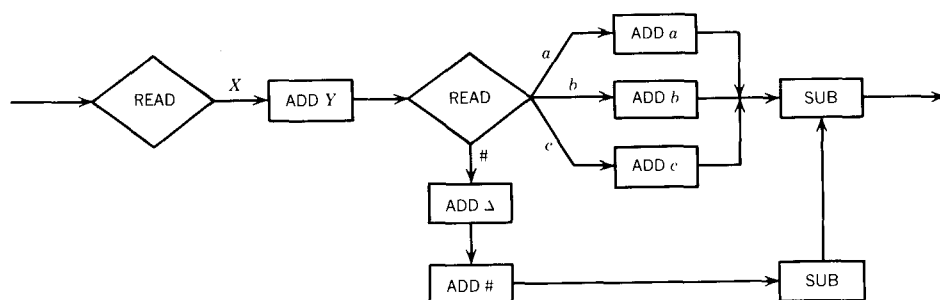 READ
X
ADD Y
READ
a
b
c
#
ADD a
ADD b
ADD c
SUB
ADD Δ
ADD #
SUB